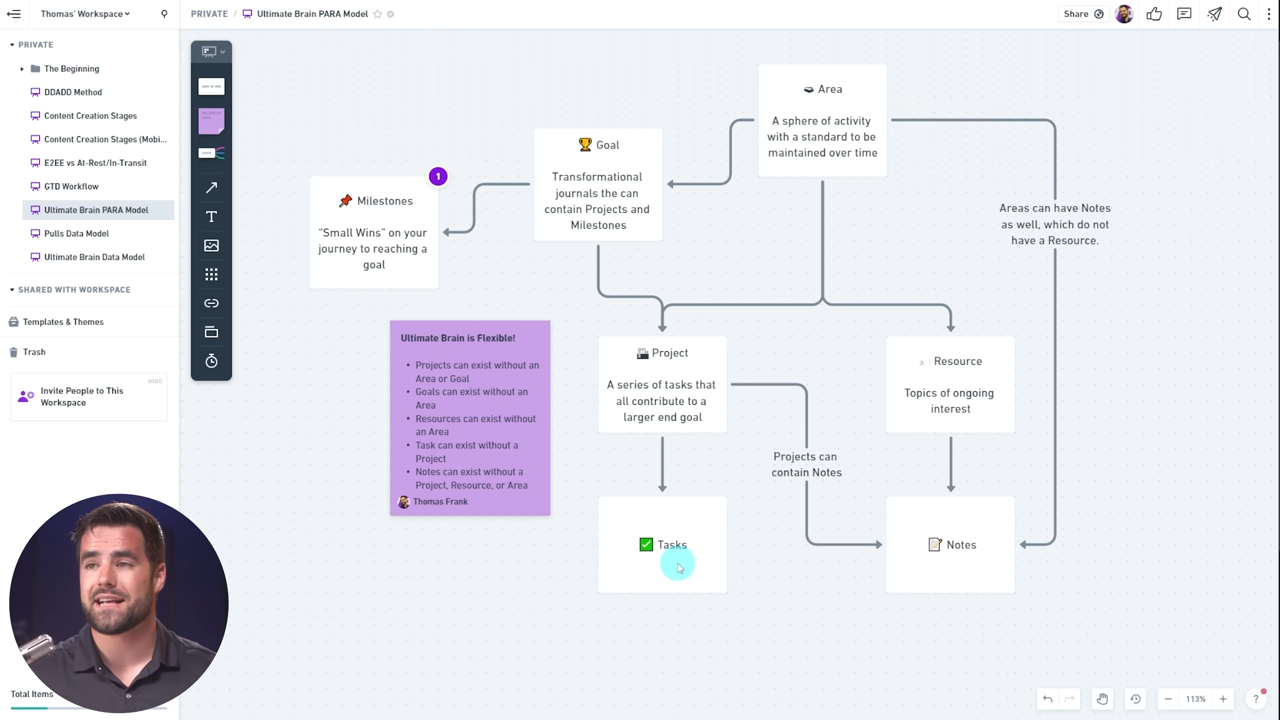 Thomas' Workspace
PRIVATE / Ultimate Brain PARA Model
Share
PRIVATE
The Beginning
DDADD Method
Content Creation Stages
Content Creation Stages (Mobi...
E2EE vs At-Rest/In-Transit
GTD Workflow
Ultimate Brain PARA Model
Pulls Data Model
Ultimate Brain Data Model
SHARED WITH WORKSPACE
Templates & Themes
Trash
HIDE
Invite People to This
Workspace
Total Items
Area
A sphere of activity
with a standard to be
maintained over time
Goal
Transformational
journals the can
contain Projects and
Milestones
1
Milestones
"Small Wins" on your
journey to reaching a
goal
Areas can have Notes
as well, which do not
have a Resource.
Ultimate Brain is Flexible!
• Projects can exist without an
Area or Goal
• Goals can exist without an
Area
• Resources can exist without
an Area
• Task can exist without a
Project
• Notes can exist without a
Project, Resource, or Area
Thomas Frank
Project
A series of tasks that
all contribute to a
larger end goal
Resource
Topics of ongoing
interest
Projects can
contain Notes
Tasks
Notes
113%
?